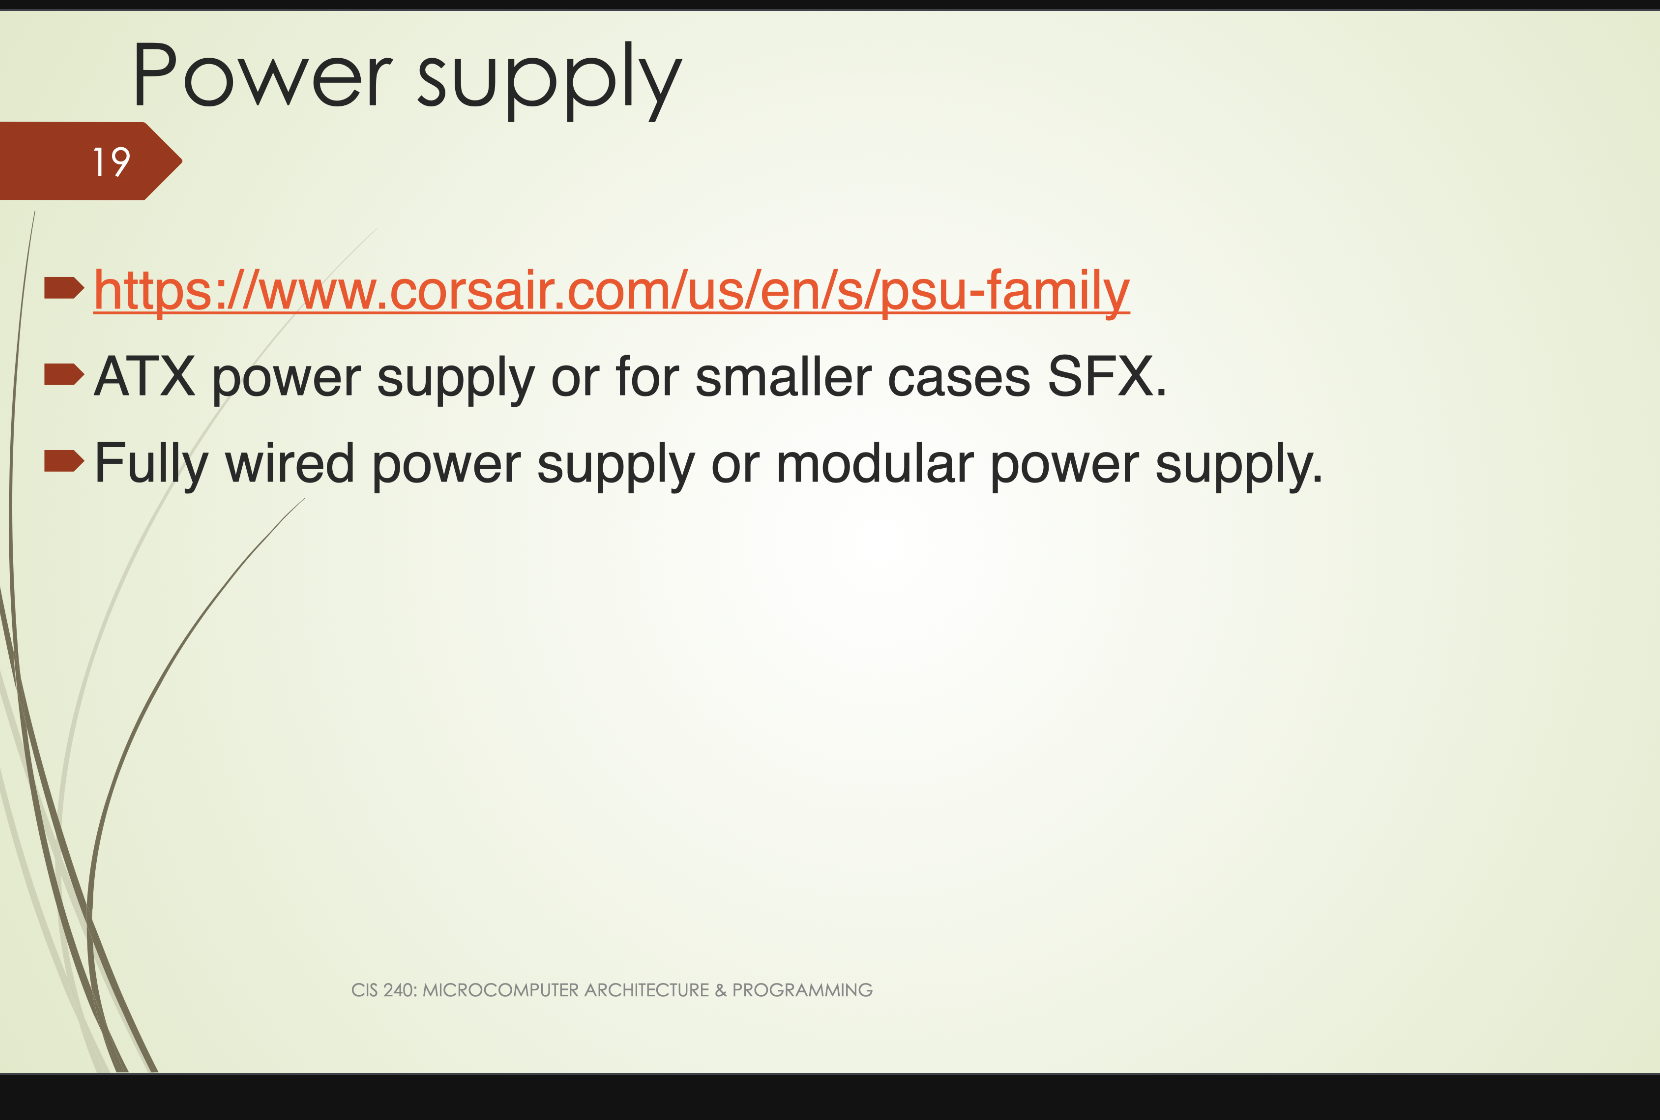 Power supply
19
https://www.corsair.com/us/en/s/psu-family
ATX power supply or for smaller cases SFX.
Fully wired power supply or modular power supply.
CIS 240: MICROCOMPUTER ARCHITECTURE & PROGRAMMING